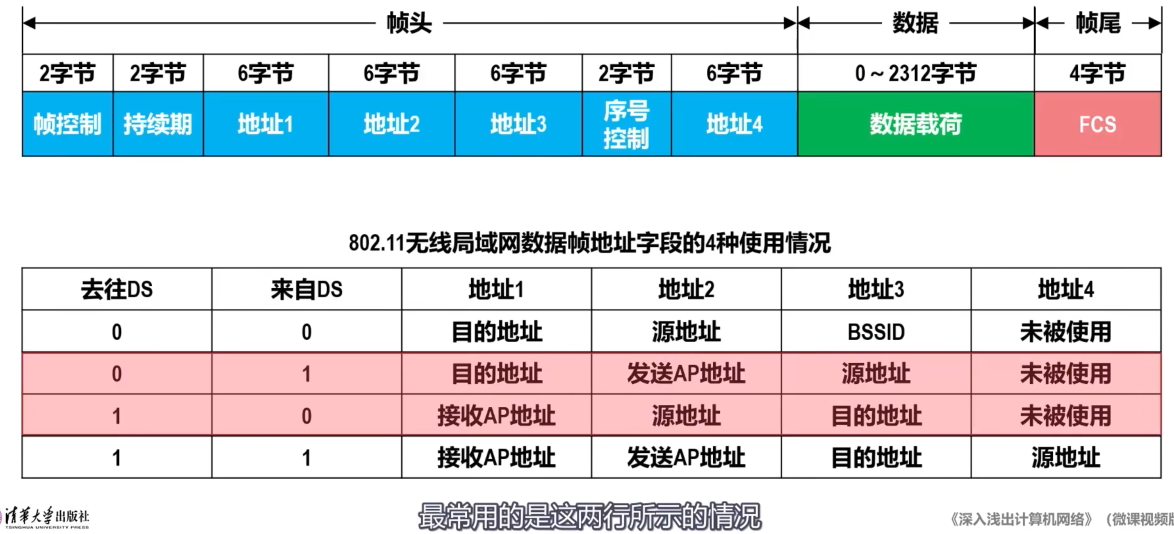 帧头 数据 帧尾
2字节 2字节 6字节 6字节 6字节 2字节 6字节 0～2312字节 4字节
帧控制 持续期 地址1 地址2 地址3 序号控制 地址4 数据载荷 FCS
802.11无线局域网数据帧地址字段的4种使用情况
去往DS 来自DS 地址1 地址2 地址3 地址4
0 0 目的地址 源地址 BSSID 未被使用
0 1 目的地址 发送AP地址 源地址 未被使用
1 0 接收AP地址 源地址 目的地址 未被使用
1 1 接收AP地址 发送AP地址 目的地址 源地址
清华大学出版社
TSINGHUA UNIVERSITY PRESS
最常用的是这两行所示的情况
《深入浅出计算机网络》（微课视频版